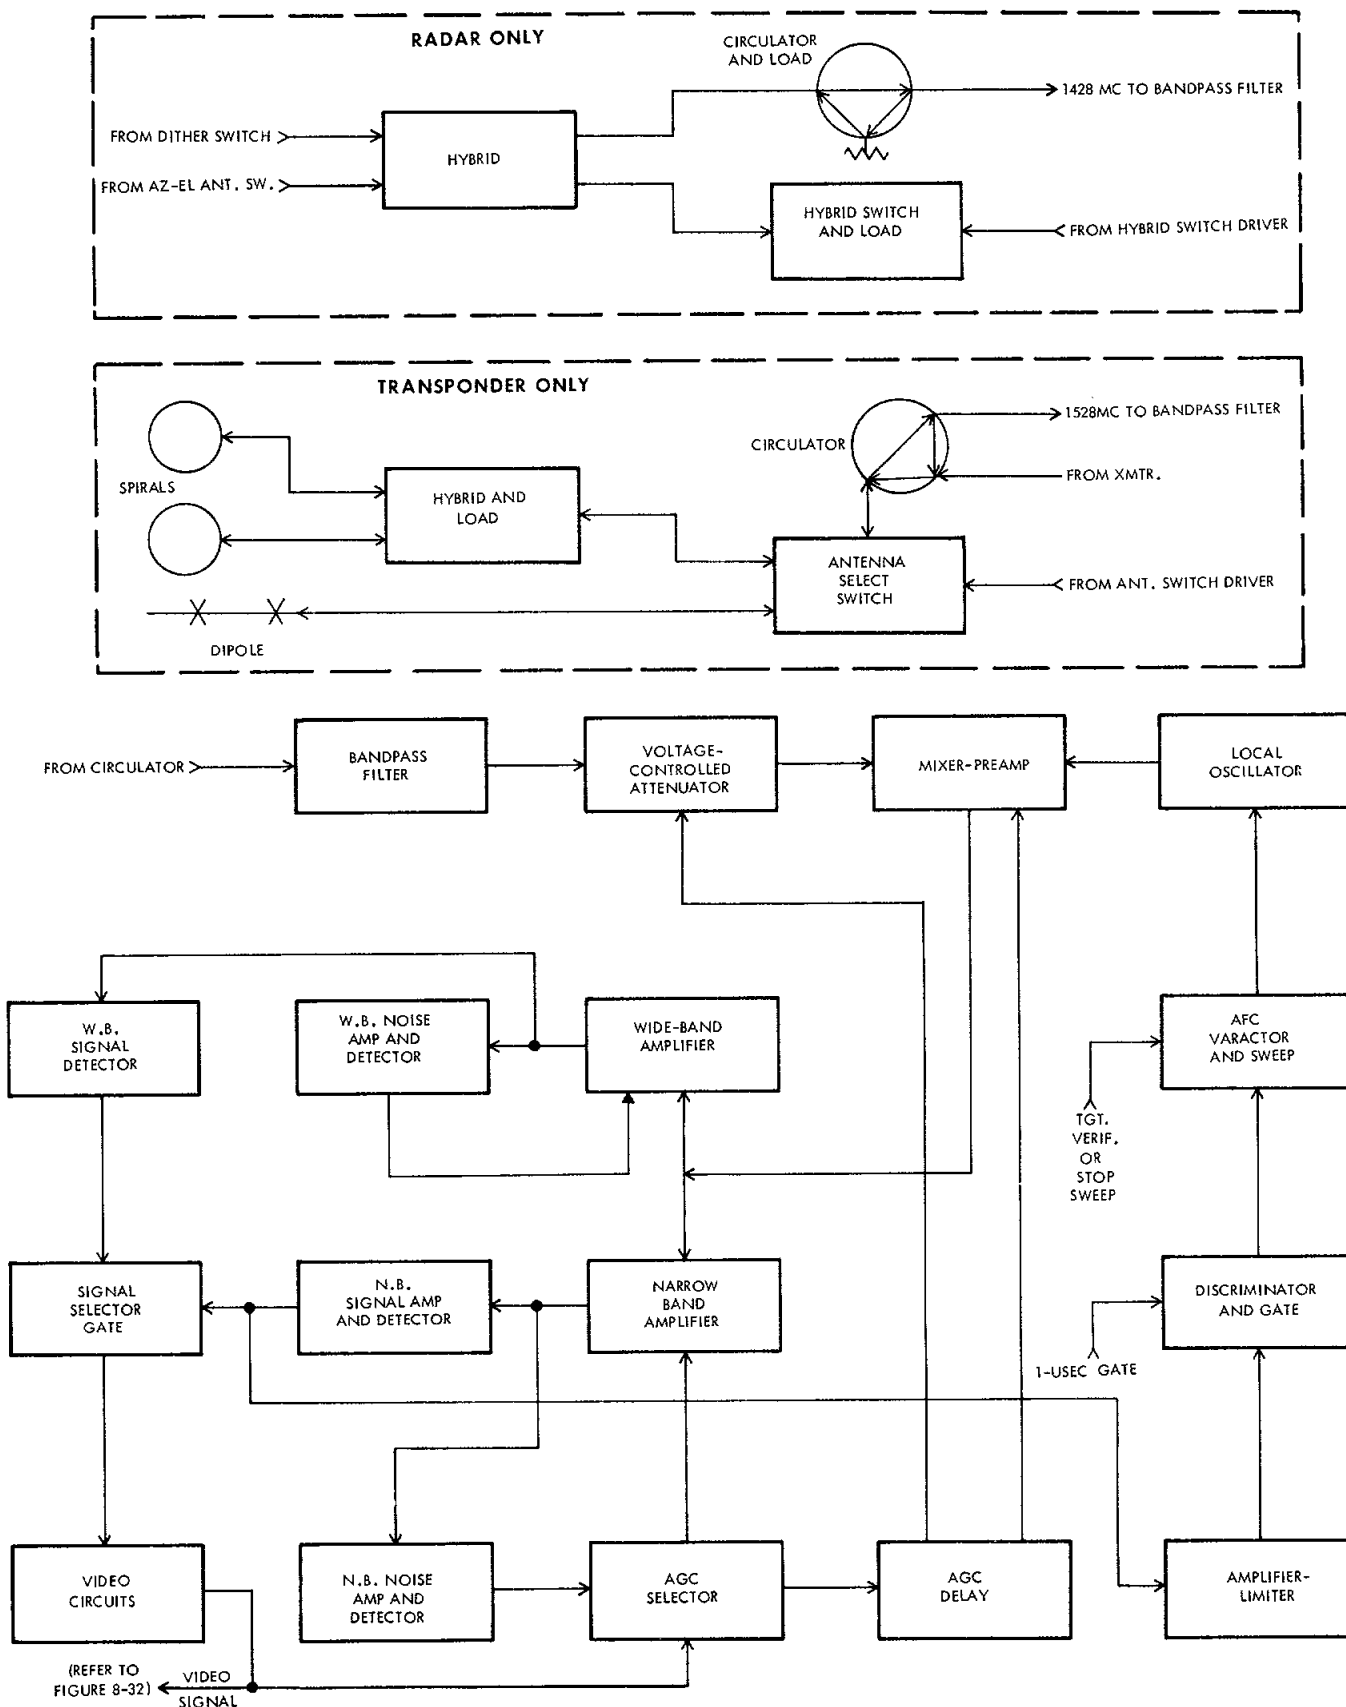 RADAR ONLY
CIRCULATOR
AND LOAD
1428 MC TO BANDPASS FILTER
FROM DITHER SWITCH
HYBRID
FROM AZ-EL ANT. SW.
HYBRID SWITCH
AND LOAD
FROM HYBRID SWITCH DRIVER
TRANSPONDER ONLY
1528MC TO BANDPASS FILTER
CIRCULATOR
FROM XMTR.
SPIRALS
HYBRID AND
LOAD
ANTENNA
SELECT
SWITCH
FROM ANT. SWITCH DRIVER
DIPOLE
FROM CIRCULATOR
BANDPASS
FILTER
VOLTAGE-
CONTROLLED
ATTENUATOR
MIXER-PREAMP
LOCAL
OSCILLATOR
W.B.
SIGNAL
DETECTOR
W.B. NOISE
AMP AND
DETECTOR
WIDE-BAND
AMPLIFIER
AFC
VARACTOR
AND SWEEP
TGT.
VERIF.
OR
STOP
SWEEP
SIGNAL
SELECTOR
GATE
N.B.
SIGNAL AMP
AND DETECTOR
NARROW
BAND
AMPLIFIER
DISCRIMINATOR
AND GATE
1-USEC GATE
VIDEO
CIRCUITS
N.B. NOISE
AMP AND
DETECTOR
AGC
SELECTOR
AGC
DELAY
AMPLIFIER-
LIMITER
(REFER TO
FIGURE 8-32)
VIDEO
SIGNAL